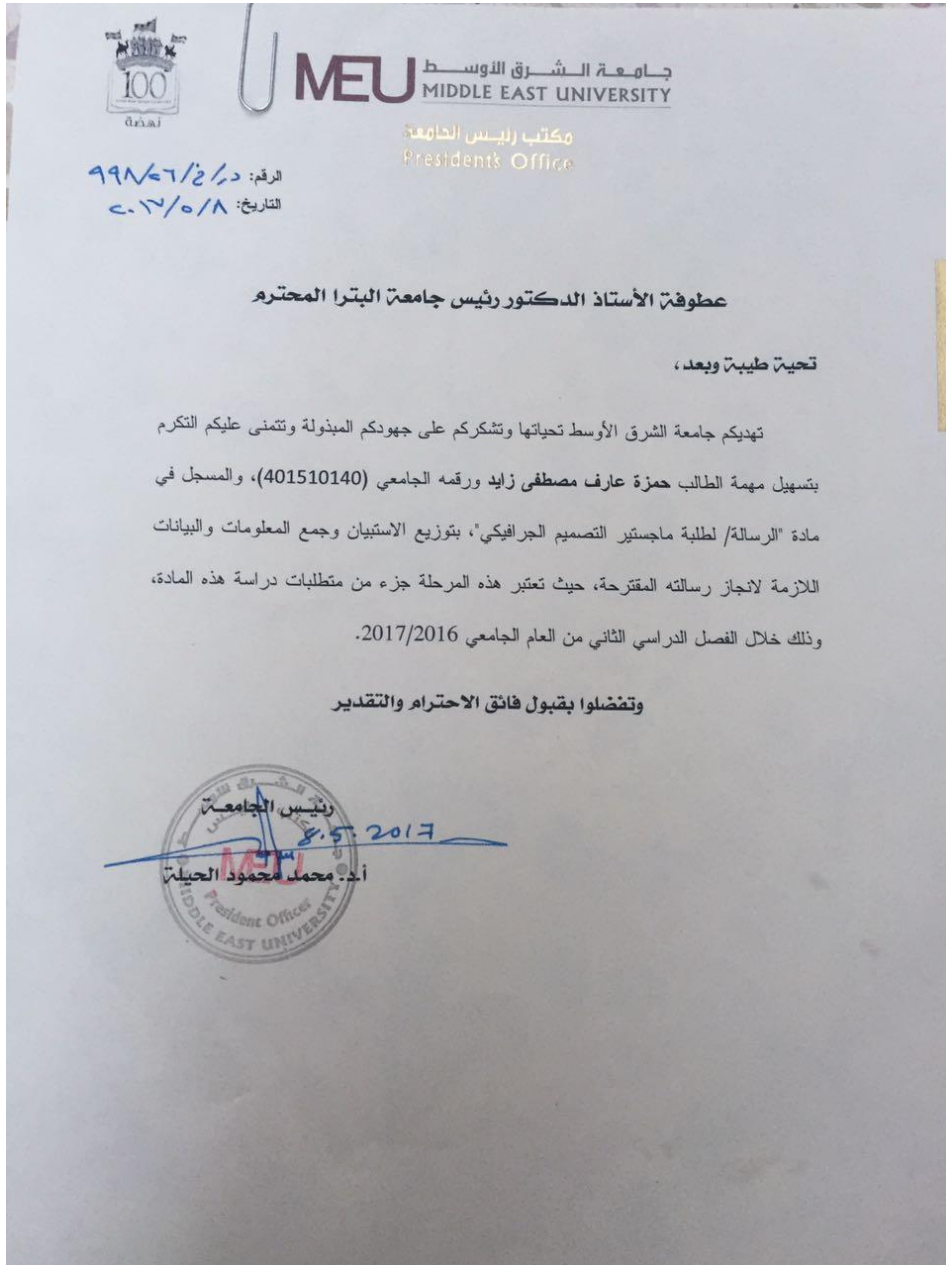 100
نهضة
MEU جامعة الشرق الأوسط
MIDDLE EAST UNIVERSITY
مكتب رئيس الجامعة
President's Office
الرقم: در/خ/٢٦/٩٩٨
التاريخ: ٢٠١٧/٥/٨
عطوفة الأستاذ الدكتور رئيس جامعة البترا المحترم
تحية طيبة وبعد،
تهديكم جامعة الشرق الأوسط تحياتها وتشكركم على جهودكم المبذولة وتتمنى عليكم التكرم
بتسهيل مهمة الطالب حمزة عارف مصطفى زايد ورقمه الجامعي (401510140)، والمسجل في
مادة "الرسالة/ لطلبة ماجستير التصميم الجرافيكي"، بتوزيع الاستبيان وجمع المعلومات والبيانات
اللازمة لانجاز رسالته المقترحة، حيث تعتبر هذه المرحلة جزء من متطلبات دراسة هذه المادة،
وذلك خلال الفصل الدراسي الثاني من العام الجامعي 2017/2016.
وتفضلوا بقبول فائق الاحترام والتقدير
رئيس الجامعة
8.5.2017
أ.د. محمد محمود الحيلة
MEU
President Officer
MIDDLE EAST UNIVERSITY